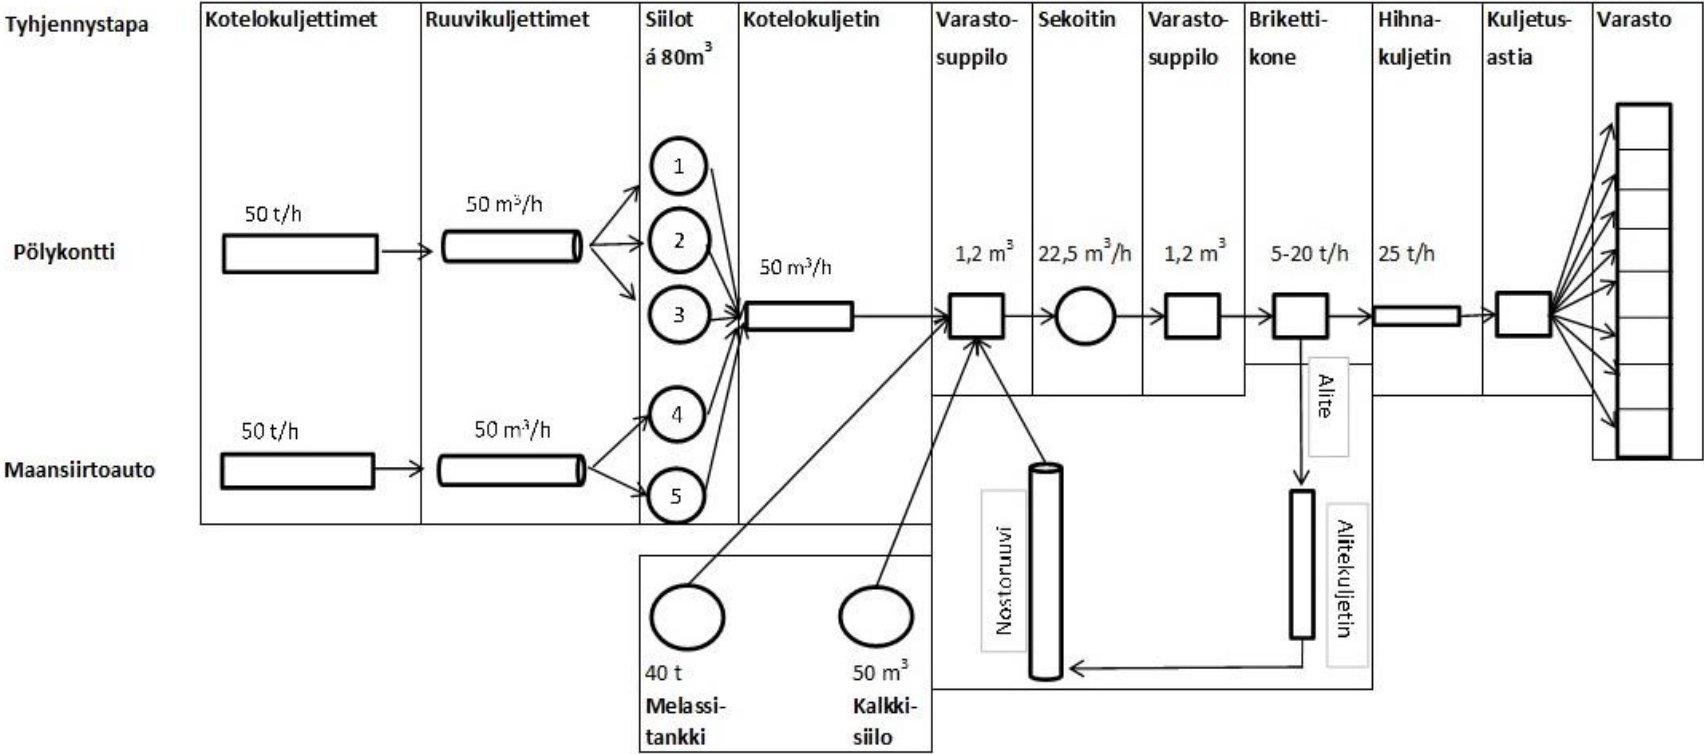 Tyhjennystapa
Kotelokuljettimet
Ruuvikuljettimet
Siilot
á 80m³
Kotelokuljetin
Varasto-
suppilo
Sekoitin
Varasto-
suppilo
Briketti-
kone
Hihna-
kuljetin
Kuljetus-
astia
Varasto
Pölykontti
50 t/h
50 m³/h
1
2
3
50 m³/h
1,2 m³
22,5 m³/h
1,2 m³
5-20 t/h
25 t/h
Maansiirtoauto
50 t/h
50 m³/h
4
5
Alite
Nostoruuvi
Alitekuljetin
40 t
Melassi-
tankki
50 m³
Kalkki-
siilo